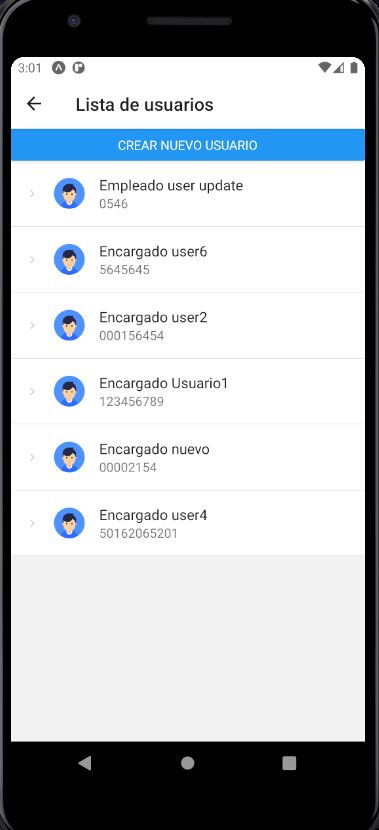 3:01
Lista de usuarios
CREAR NUEVO USUARIO
Empleado user update
0546
Encargado user6
5645645
Encargado user2
000156454
Encargado Usuario1
123456789
Encargado nuevo
00002154
Encargado user4
50162065201